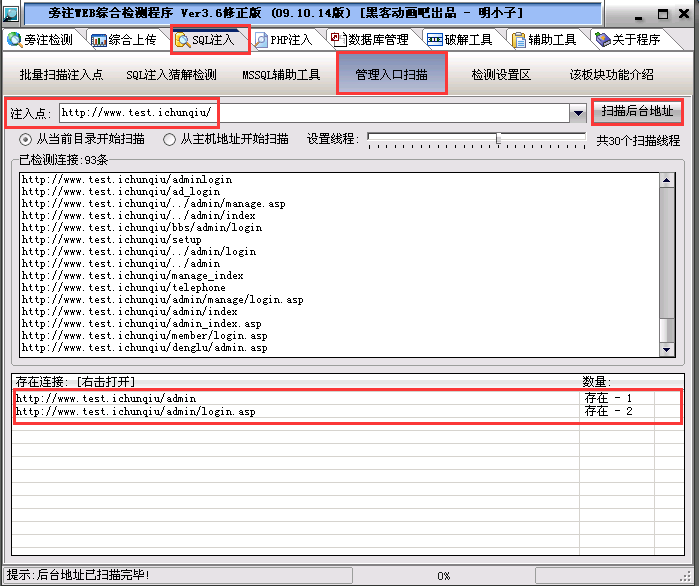 旁注WEB综合检测程序 Ver3.6修正版 (09.10.14版) [黑客动画吧出品 - 明小子]
旁注检测 综合上传 SQL注入 PHP注入 数据库管理 破解工具 辅助工具 关于程序
批量扫描注入点 SQL注入猜解检测 MSSQL辅助工具 管理入口扫描 检测设置区 该板块功能介绍
注入点: http://www.test.ichunqiu/ 扫描后台地址
从当前目录开始扫描 从主机地址开始扫描 设置线程: 共30个扫描线程
已检测连接:93条
http://www.test.ichunqiu/adminlogin
http://www.test.ichunqiu/ad_login
http://www.test.ichunqiu/../admin/manage.asp
http://www.test.ichunqiu/../admin/index
http://www.test.ichunqiu/bbs/admin/login
http://www.test.ichunqiu/setup
http://www.test.ichunqiu/../admin/login
http://www.test.ichunqiu/../admin
http://www.test.ichunqiu/manage_index
http://www.test.ichunqiu/telephone
http://www.test.ichunqiu/admin/manage/login.asp
http://www.test.ichunqiu/admin/index
http://www.test.ichunqiu/admin_index.asp
http://www.test.ichunqiu/member/login.asp
http://www.test.ichunqiu/denglu/admin.asp
存在连接: [右击打开] 数量:
http://www.test.ichunqiu/admin 存在 - 1
http://www.test.ichunqiu/admin/login.asp 存在 - 2
提示:后台地址已扫描完毕! 0%